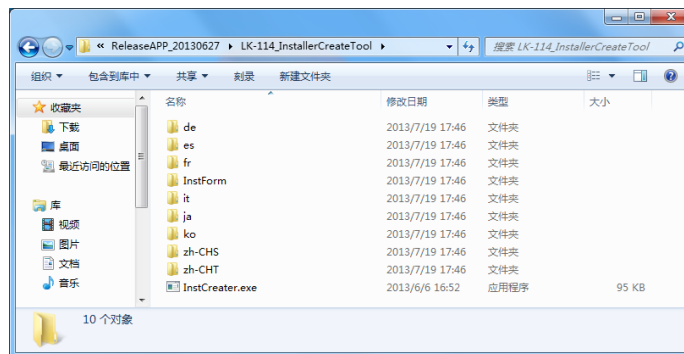 « ReleaseAPP_20130627 ▸ LK-114_InstallerCreateTool ▸ 搜索 LK-114_InstallerCreateTool
组织 包含到库中 共享 刻录 新建文件夹
收藏夹
下载
桌面
最近访问的位置
库
视频
图片
文档
音乐
名称 修改日期 类型 大小
de 2013/7/19 17:46 文件夹
es 2013/7/19 17:46 文件夹
fr 2013/7/19 17:46 文件夹
InstForm 2013/7/19 17:46 文件夹
it 2013/7/19 17:46 文件夹
ja 2013/7/19 17:46 文件夹
ko 2013/7/19 17:46 文件夹
zh-CHS 2013/7/19 17:46 文件夹
zh-CHT 2013/7/19 17:46 文件夹
InstCreater.exe 2013/6/6 16:52 应用程序 95 KB
10 个对象